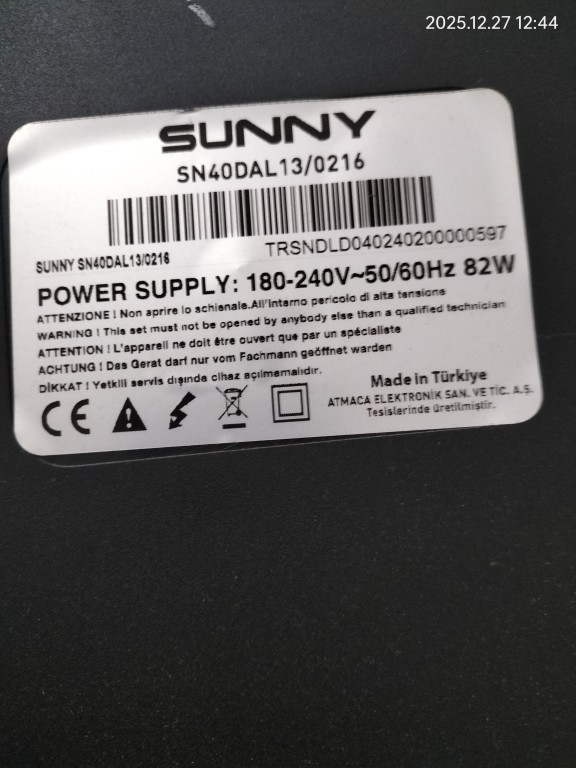 2025.12.27 12:44
SUNNY
SN40DAL13/0216
TRSNDLD040240200000597
SUNNY SN40DAL13/0216
POWER SUPPLY: 180-240V~50/60Hz 82W
ATTENZIONE ! Non aprire lo schienale.All'interno pericolo di alta tensione
WARNING ! This set must not be opened by anybody else than a qualified technician
ATTENTION ! L'appareil ne doit être ouvert que par un spécialiste
ACHTUNG ! Das Gerat darf nur vom Fachmann geöffnet warden
DİKKAT ! Yetkili servis dışında cihaz açılmamalıdır.
Made in Türkiye
ATMACA ELEKTRONİK SAN. VE TİC. A.Ş.
Tesislerinde üretilmiştir.
CE